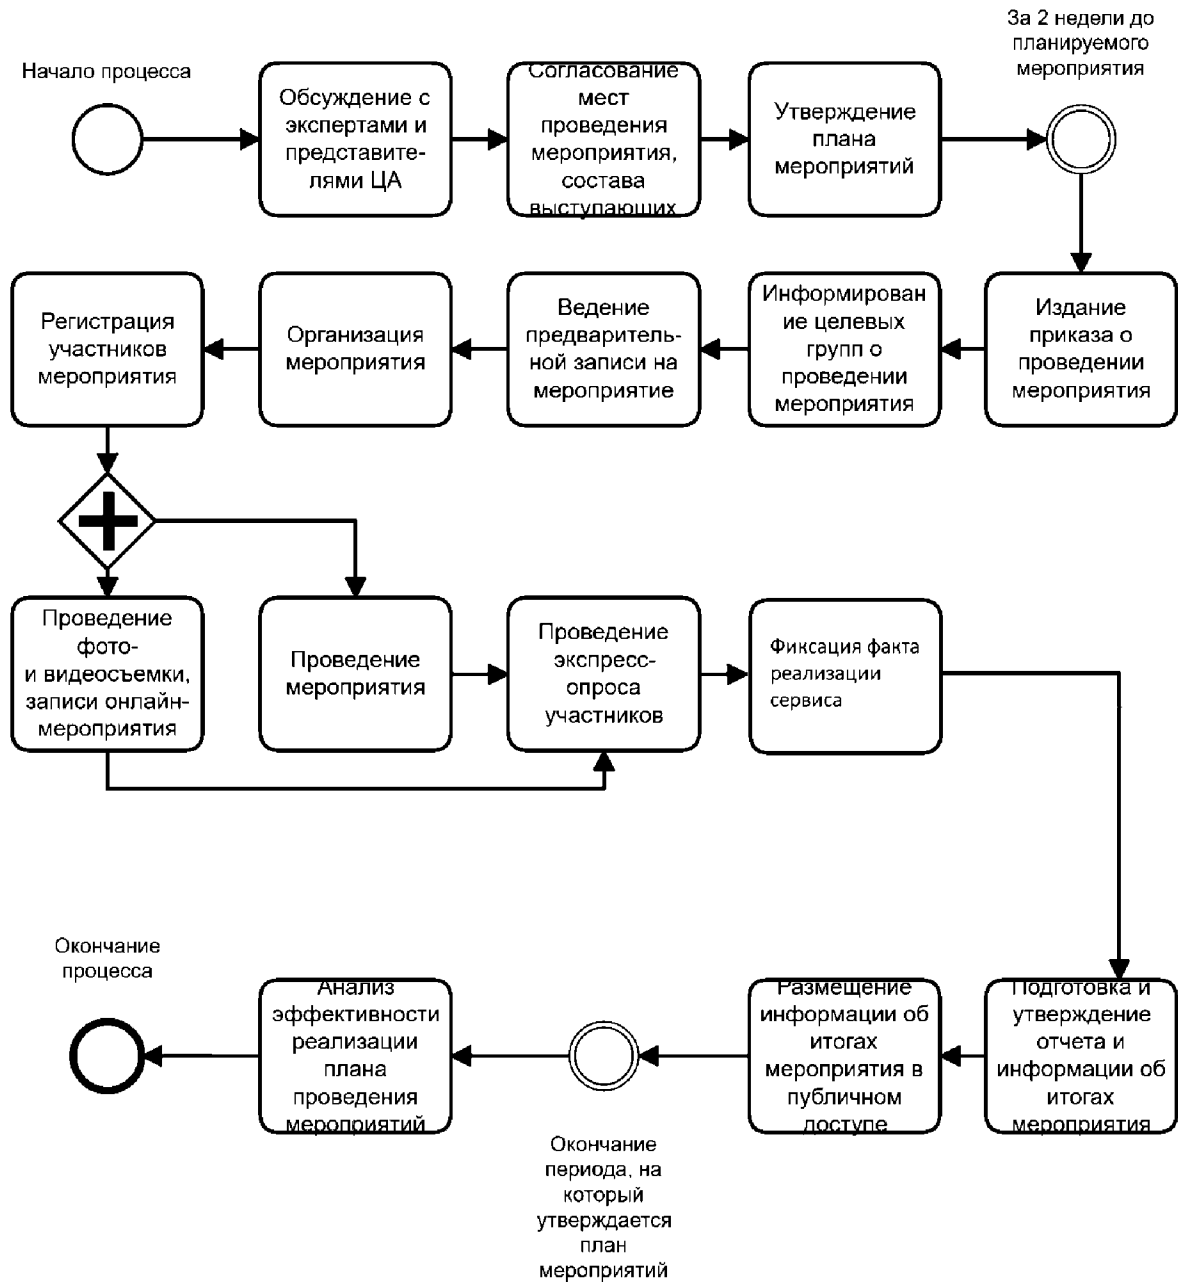 За 2 недели до
планируемого
мероприятия
Начало процесса
Обсуждение с
экспертами и
представите-
лями ЦА
Согласование
мест
проведения
мероприятия,
состава
выступающих
Утверждение
плана
мероприятий
Регистрация
участников
мероприятия
Организация
мероприятия
Ведение
предваритель-
ной записи на
мероприятие
Информирован
ие целевых
групп о
проведении
мероприятия
Издание
приказа о
проведении
мероприятия
Проведение
фото-
и видеосъемки,
записи онлайн-
мероприятия
Проведение
мероприятия
Проведение
экспресс-
опроса
участников
Фиксация факта
реализации
сервиса
Окончание
процесса
Анализ
эффективности
реализации
плана
проведения
мероприятий
Окончание
периода, на
который
утверждается
план
мероприятий
Размещение
информации об
итогах
мероприятия в
публичном
доступе
Подготовка и
утверждение
отчета и
информации об
итогах
мероприятия